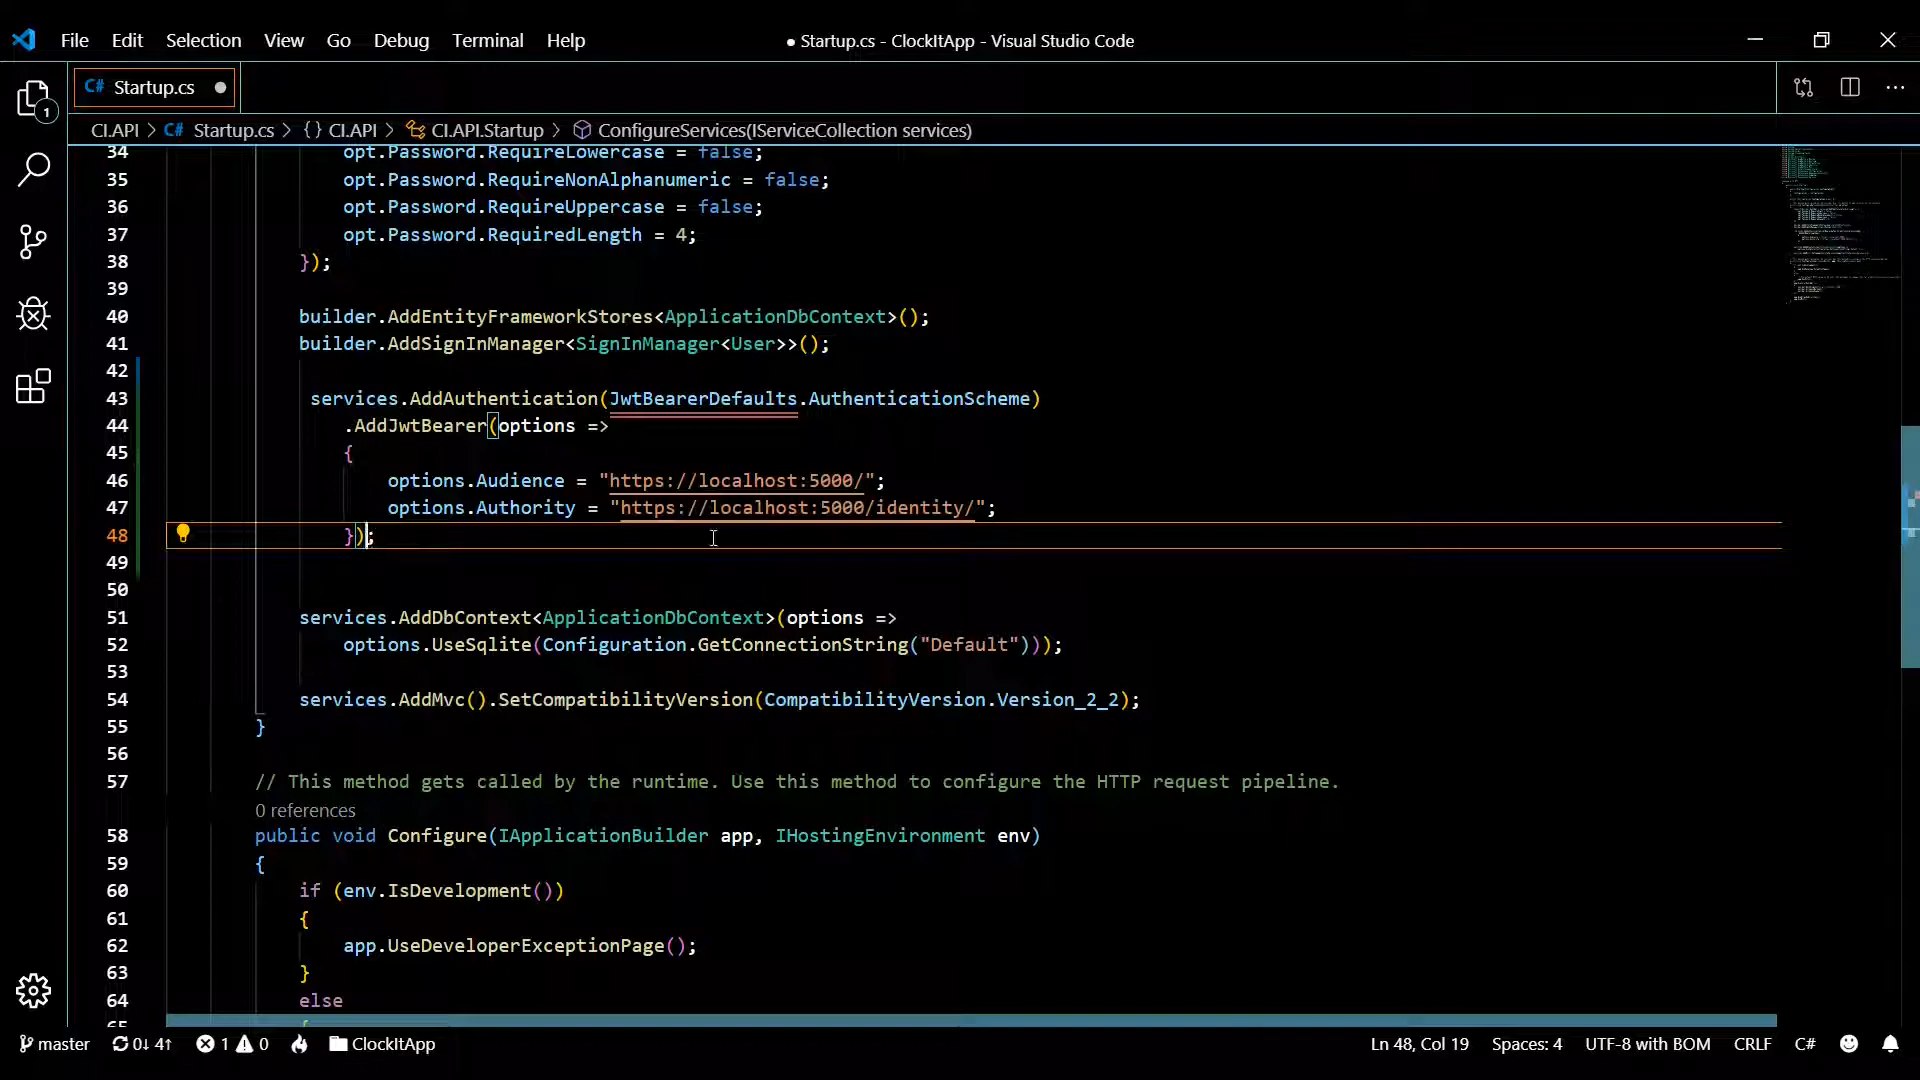 File Edit Selection View Go Debug Terminal Help
● Startup.cs - ClockItApp - Visual Studio Code
C# Startup.cs
CI.API > C# Startup.cs > {} CI.API > CI.API.Startup > ConfigureServices(IServiceCollection services)
1
34 opt.Password.RequireLowercase = false;
35 opt.Password.RequireNonAlphanumeric = false;
36 opt.Password.RequireUppercase = false;
37 opt.Password.RequiredLength = 4;
38 });
39
40 builder.AddEntityFrameworkStores<ApplicationDbContext>();
41 builder.AddSignInManager<SignInManager<User>>();
42
43 services.AddAuthentication(JwtBearerDefaults.AuthenticationScheme)
44 .AddJwtBearer(options =>
45 {
46 options.Audience = "https://localhost:5000/";
47 options.Authority = "https://localhost:5000/identity/";
48 });
49
50
51 services.AddDbContext<ApplicationDbContext>(options =>
52 options.UseSqlite(Configuration.GetConnectionString("Default")));
53
54 services.AddMvc().SetCompatibilityVersion(CompatibilityVersion.Version_2_2);
55 }
56
57 // This method gets called by the runtime. Use this method to configure the HTTP request pipeline.
0 references
58 public void Configure(IApplicationBuilder app, IHostingEnvironment env)
59 {
60 if (env.IsDevelopment())
61 {
62 app.UseDeveloperExceptionPage();
63 }
64 else
65 {
master 0↓ 4↑ 1 0 ClockItApp Ln 48, Col 19 Spaces: 4 UTF-8 with BOM CRLF C#